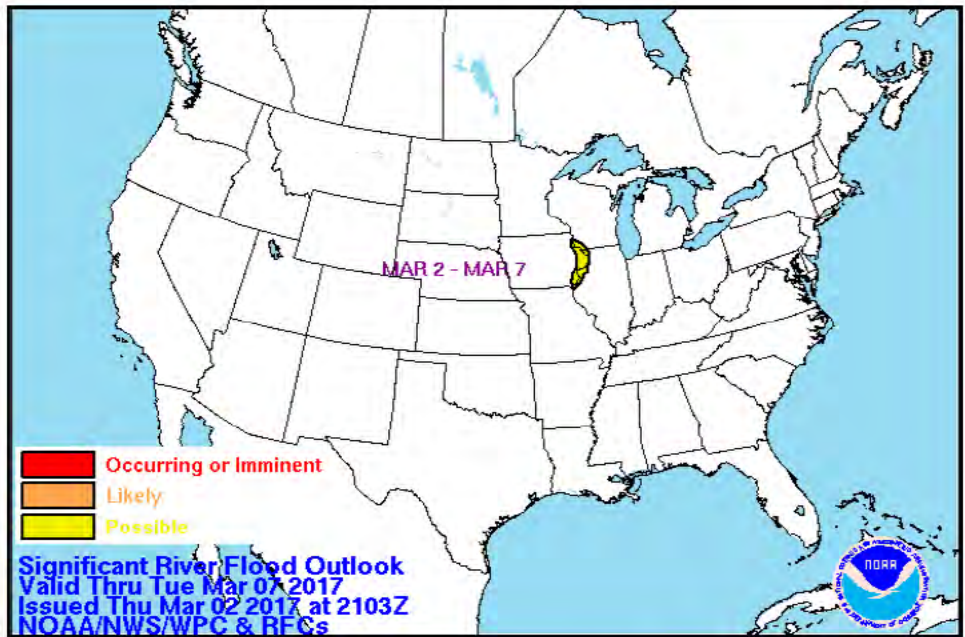 MAR 2 - MAR 7
Occurring or Imminent
Likely
Possible
Significant River Flood Outlook
Valid Thru Tue Mar 07 2017
Issued Thu Mar 02 2017 at 2103Z
NOAA/NWS/WPC & RFCs
NOAA